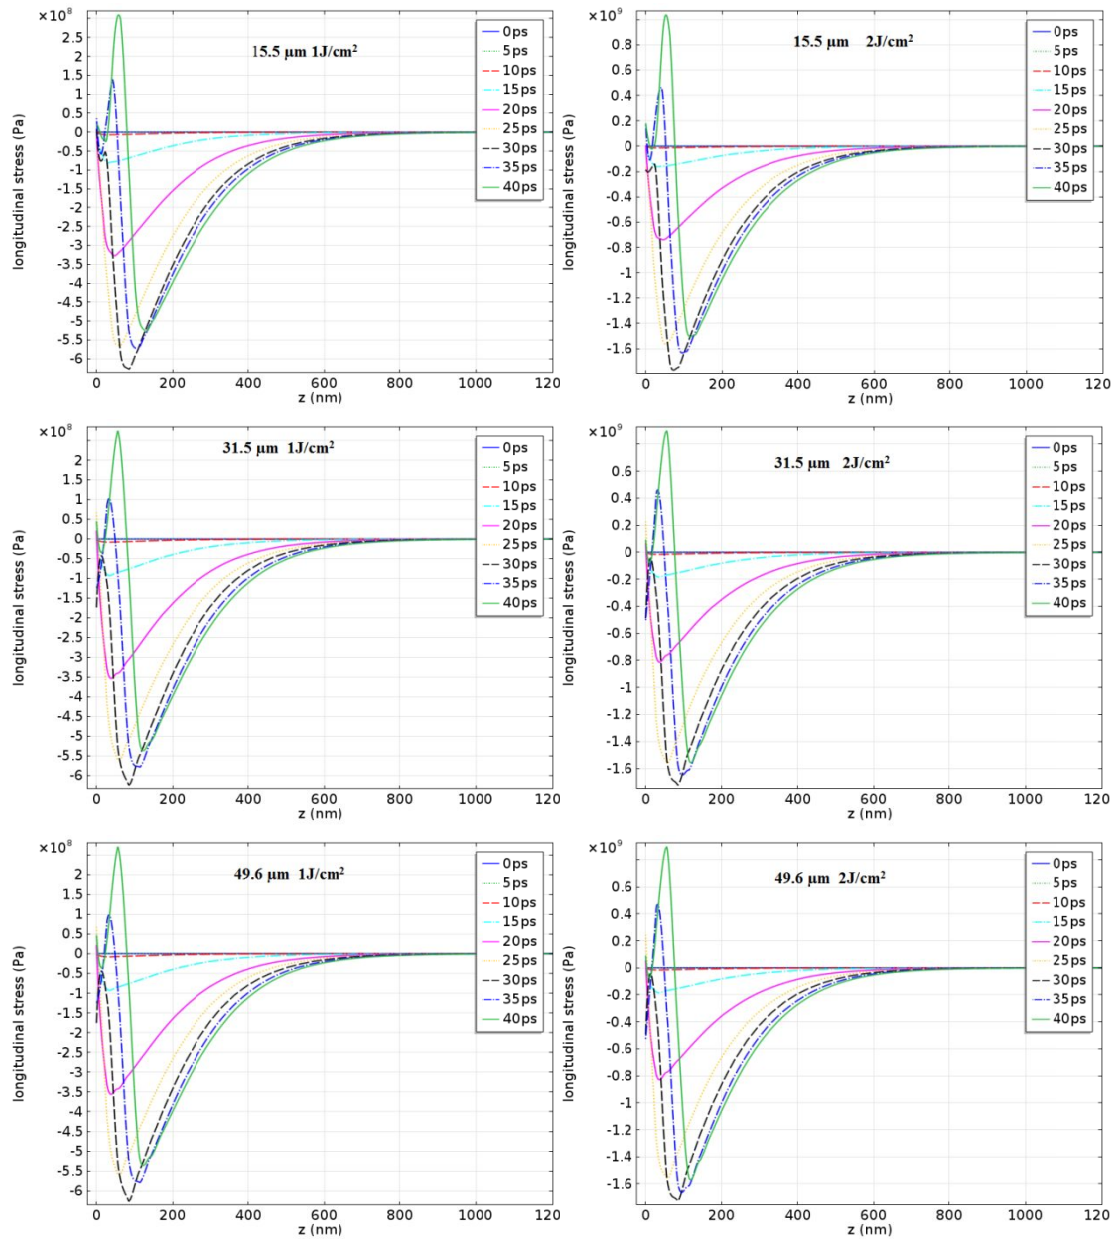 ×10⁸
15.5 µm 1J/cm²
longitudinal stress (Pa)
2.5
2
1.5
1
0.5
0
-0.5
-1
-1.5
-2
-2.5
-3
-3.5
-4
-4.5
-5
-5.5
-6
0ps
5ps
10ps
15ps
20ps
25ps
30ps
35ps
40ps
0 200 400 600 800 1000 120
z (nm)
×10⁹
15.5 µm 2J/cm²
longitudinal stress (Pa)
0.8
0.6
0.4
0.2
0
-0.2
-0.4
-0.6
-0.8
-1
-1.2
-1.4
-1.6
0ps
5ps
10ps
15ps
20ps
25ps
30ps
35ps
40ps
0 200 400 600 800 1000 120
z (nm)
×10⁸
31.5 µm 1J/cm²
longitudinal stress (Pa)
2
1.5
1
0.5
0
-0.5
-1
-1.5
-2
-2.5
-3
-3.5
-4
-4.5
-5
-5.5
-6
0ps
5ps
10ps
15ps
20ps
25ps
30ps
35ps
40ps
0 200 400 600 800 1000 120
z (nm)
×10⁹
31.5 µm 2J/cm²
longitudinal stress (Pa)
0.6
0.4
0.2
0
-0.2
-0.4
-0.6
-0.8
-1
-1.2
-1.4
-1.6
0ps
5ps
10ps
15ps
20ps
25ps
30ps
35ps
40ps
0 200 400 600 800 1000 120
z (nm)
×10⁸
49.6 µm 1J/cm²
longitudinal stress (Pa)
2
1.5
1
0.5
0
-0.5
-1
-1.5
-2
-2.5
-3
-3.5
-4
-4.5
-5
-5.5
-6
0ps
5ps
10ps
15ps
20ps
25ps
30ps
35ps
40ps
0 200 400 600 800 1000 120
z (nm)
×10⁹
49.6 µm 2J/cm²
longitudinal stress (Pa)
0.6
0.4
0.2
0
-0.2
-0.4
-0.6
-0.8
-1
-1.2
-1.4
-1.6
0ps
5ps
10ps
15ps
20ps
25ps
30ps
35ps
40ps
0 200 400 600 800 1000 120
z (nm)